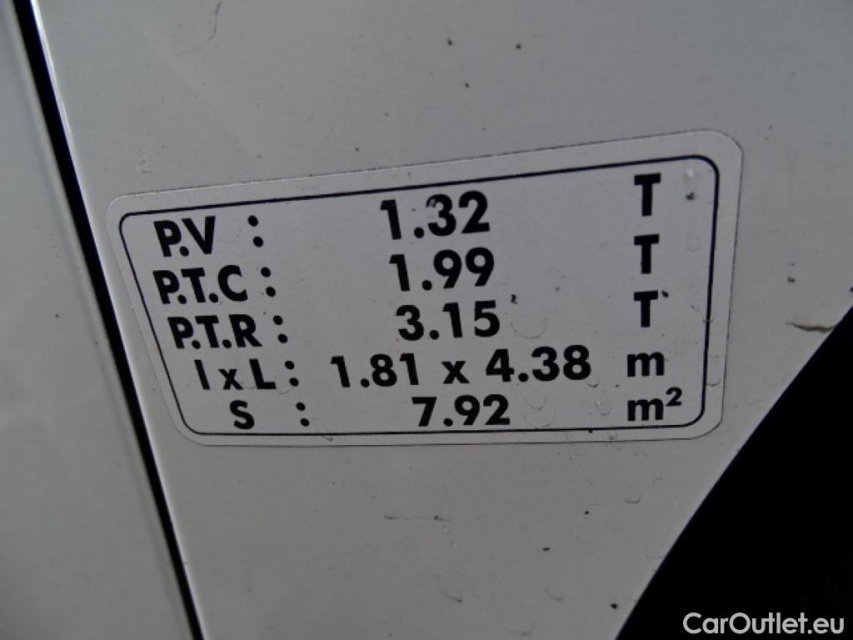 P.V : 1.32 T
P.T.C : 1.99 T
P.T.R : 3.15 T
l x L : 1.81 x 4.38 m
S : 7.92 m²
CarOutlet.eu